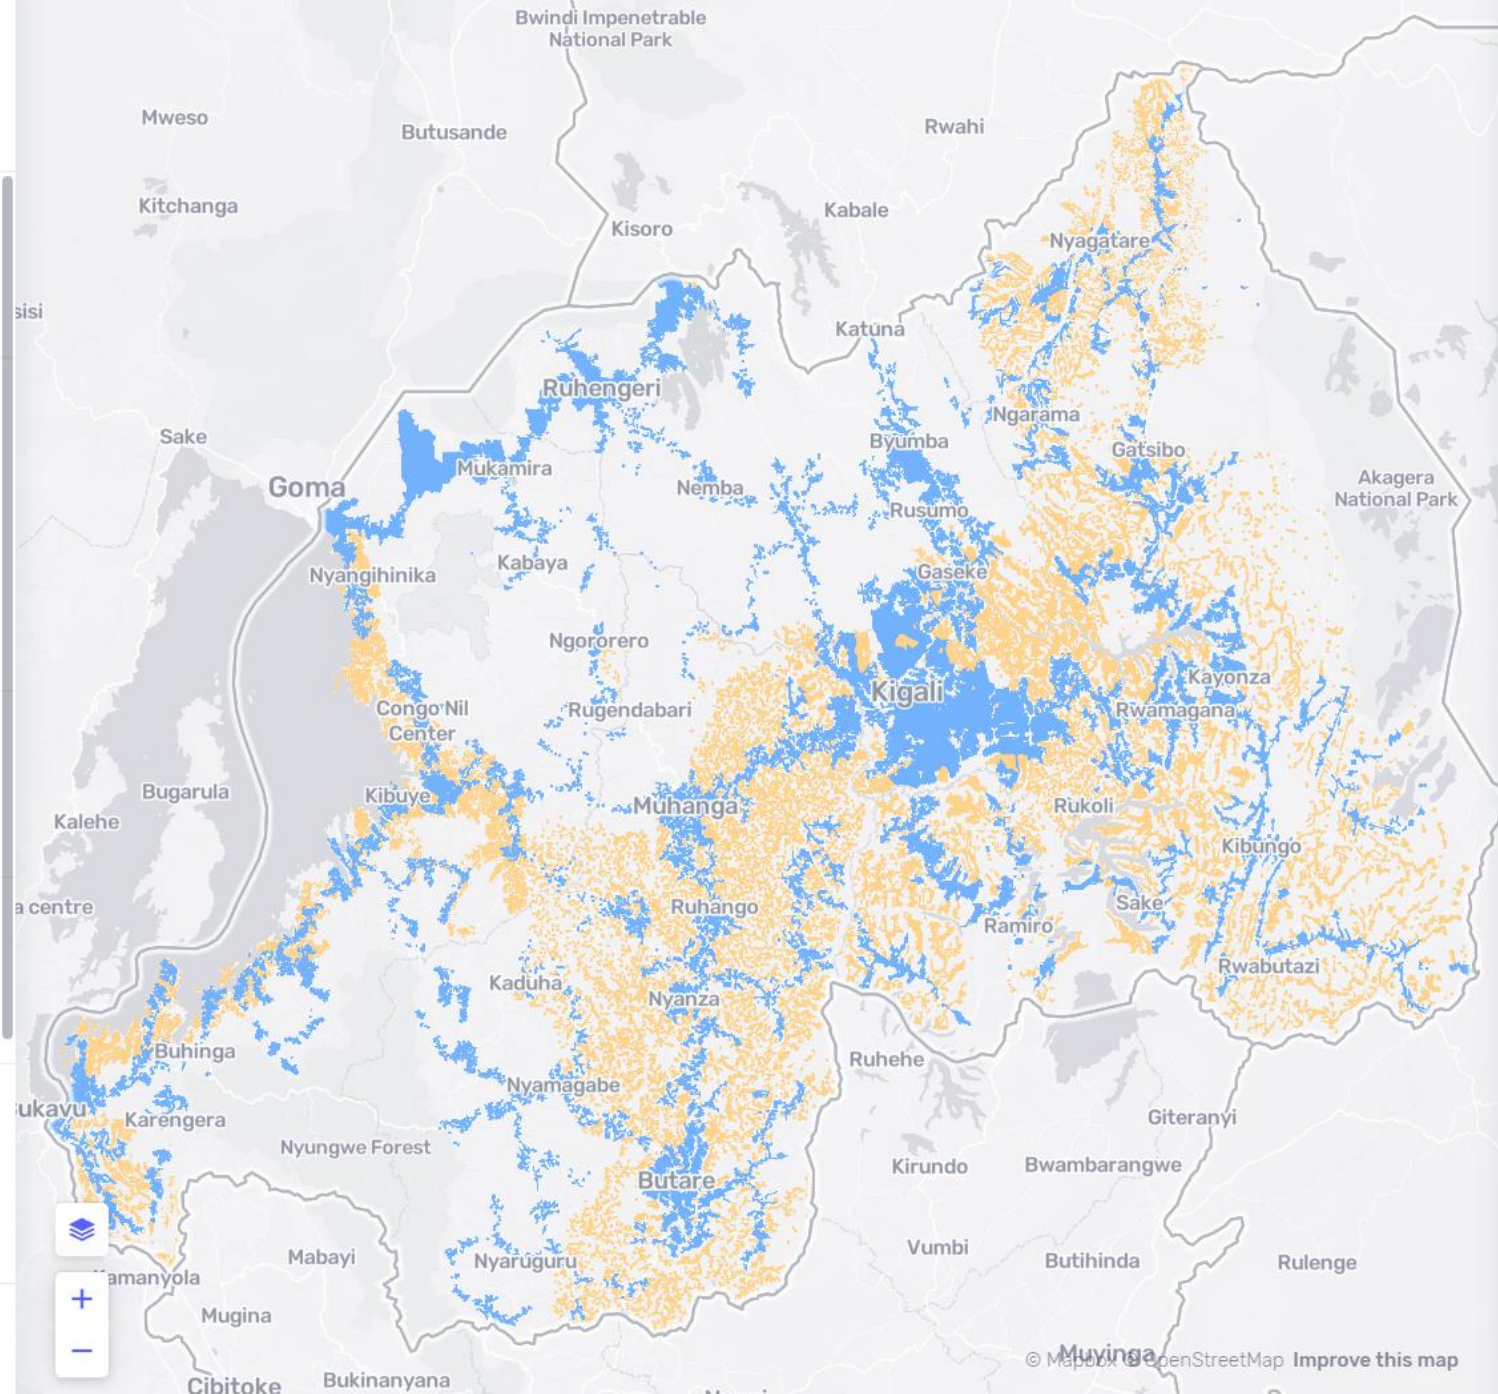 Bwindi Impenetrable
National Park
Mweso
Butusande
Rwahi
Kitchanga
Kabale
Kisoro
Nyagatare
sisi
Katuna
Ruhengeri
Ngarama
Sake
Byumba
Gatsibo
Mukamira
Goma
Nemba
Akagera
National Park
Rusumo
Kabaya
Gaseke
Nyangihinika
Ngororero
Kayonza
Kigali
Congo Nil
Center
Rugendabari
Rwamagana
Bugarula
Kibuye
Muhanga
Rukoli
Kalehe
Kibungo
a centre
Ruhango
Sake
Ramiro
Rwabutazi
Kaduha
Nyanza
Buhinga
Ruhehe
Nyamagabe
ukavu
Karengera
Giteranyi
Nyungwe Forest
Kirundo
Bwambarangwe
Butare
Vumbi
Mabayi
Nyaruguru
Butihinda
Rulenge
amanyola
+
Mugina
−
Muyinga
© Mapbox © OpenStreetMap Improve this map
Cibitoke
Bukinanyana